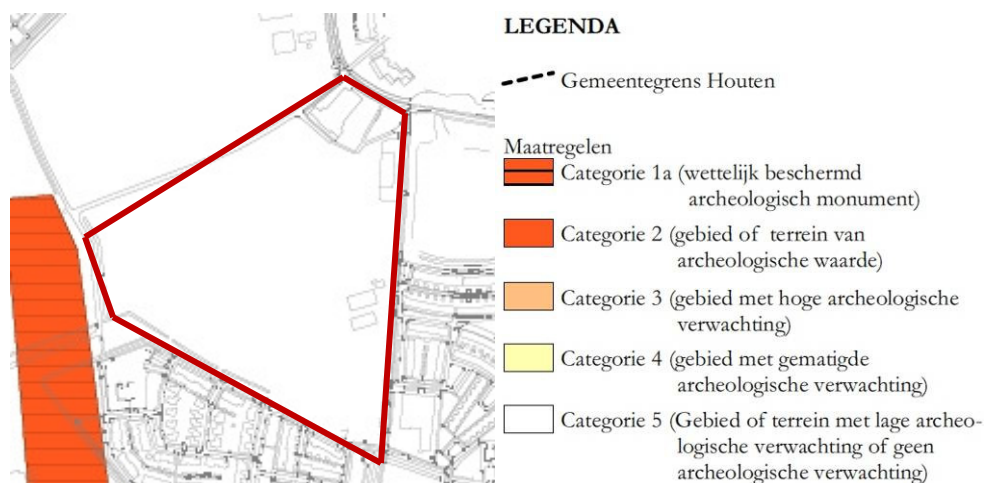 LEGENDA
Gemeentegrens Houten
Maatregelen
Categorie 1a (wettelijk beschermd
archeologisch monument)
Categorie 2 (gebied of terrein van
archeologische waarde)
Categorie 3 (gebied met hoge archeologische
verwachting)
Categorie 4 (gebied met gematigde
archeologische verwachting)
Categorie 5 (Gebied of terrein met lage archeo-
logische verwachting of geen
archeologische verwachting)